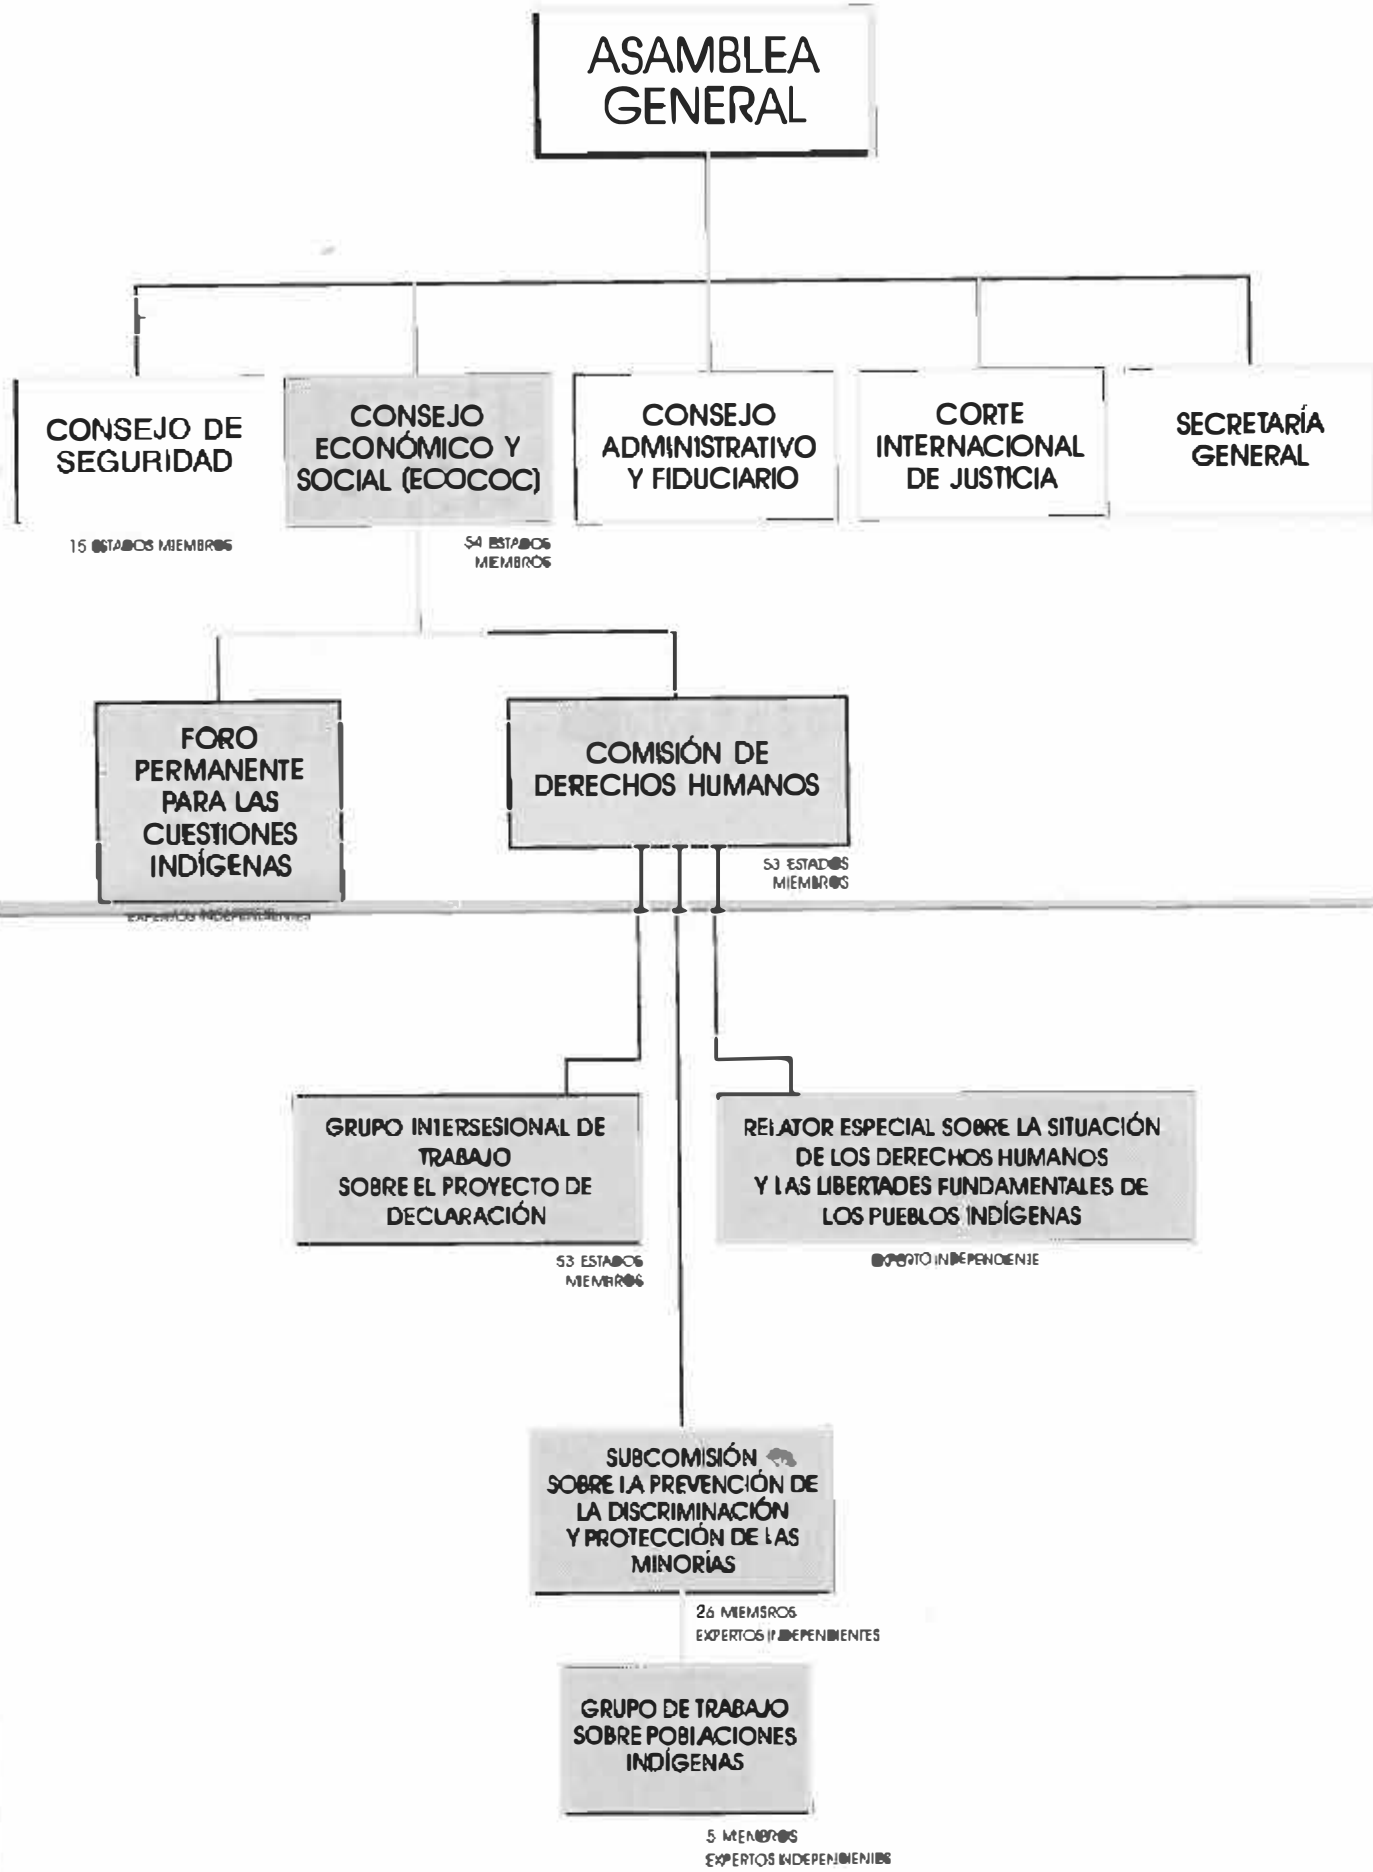 ASAMBLEA
GENERAL
CONSEJO DE
SEGURIDAD
15 ESTADOS MIEMBROS
CONSEJO
ECONÓMICO Y
SOCIAL (ECOCOC)
54 ESTADOS
MIEMBROS
CONSEJO
ADMINISTRATIVO
Y FIDUCIARIO
CORTE
INTERNACIONAL
DE JUSTICIA
SECRETARÍA
GENERAL
FORO
PERMANENTE
PARA LAS
CUESTIONES
INDÍGENAS
EXPERTOS INDEPENDIENTES
COMISIÓN DE
DERECHOS HUMANOS
53 ESTADOS
MIEMBROS
GRUPO INTERSESIONAL DE
TRABAJO
SOBRE EL PROYECTO DE
DECLARACIÓN
53 ESTADOS
MIEMBROS
RELATOR ESPECIAL SOBRE LA SITUACIÓN
DE LOS DERECHOS HUMANOS
Y LAS LIBERTADES FUNDAMENTALES DE
LOS PUEBLOS INDÍGENAS
EXPERTO INDEPENDIENTE
SUBCOMISIÓN
SOBRE LA PREVENCIÓN DE
LA DISCRIMINACIÓN
Y PROTECCIÓN DE LAS
MINORÍAS
26 MIEMBROS
EXPERTOS INDEPENDIENTES
GRUPO DE TRABAJO
SOBRE POBLACIONES
INDÍGENAS
5 MIEMBROS
EXPERTOS INDEPENDIENTES